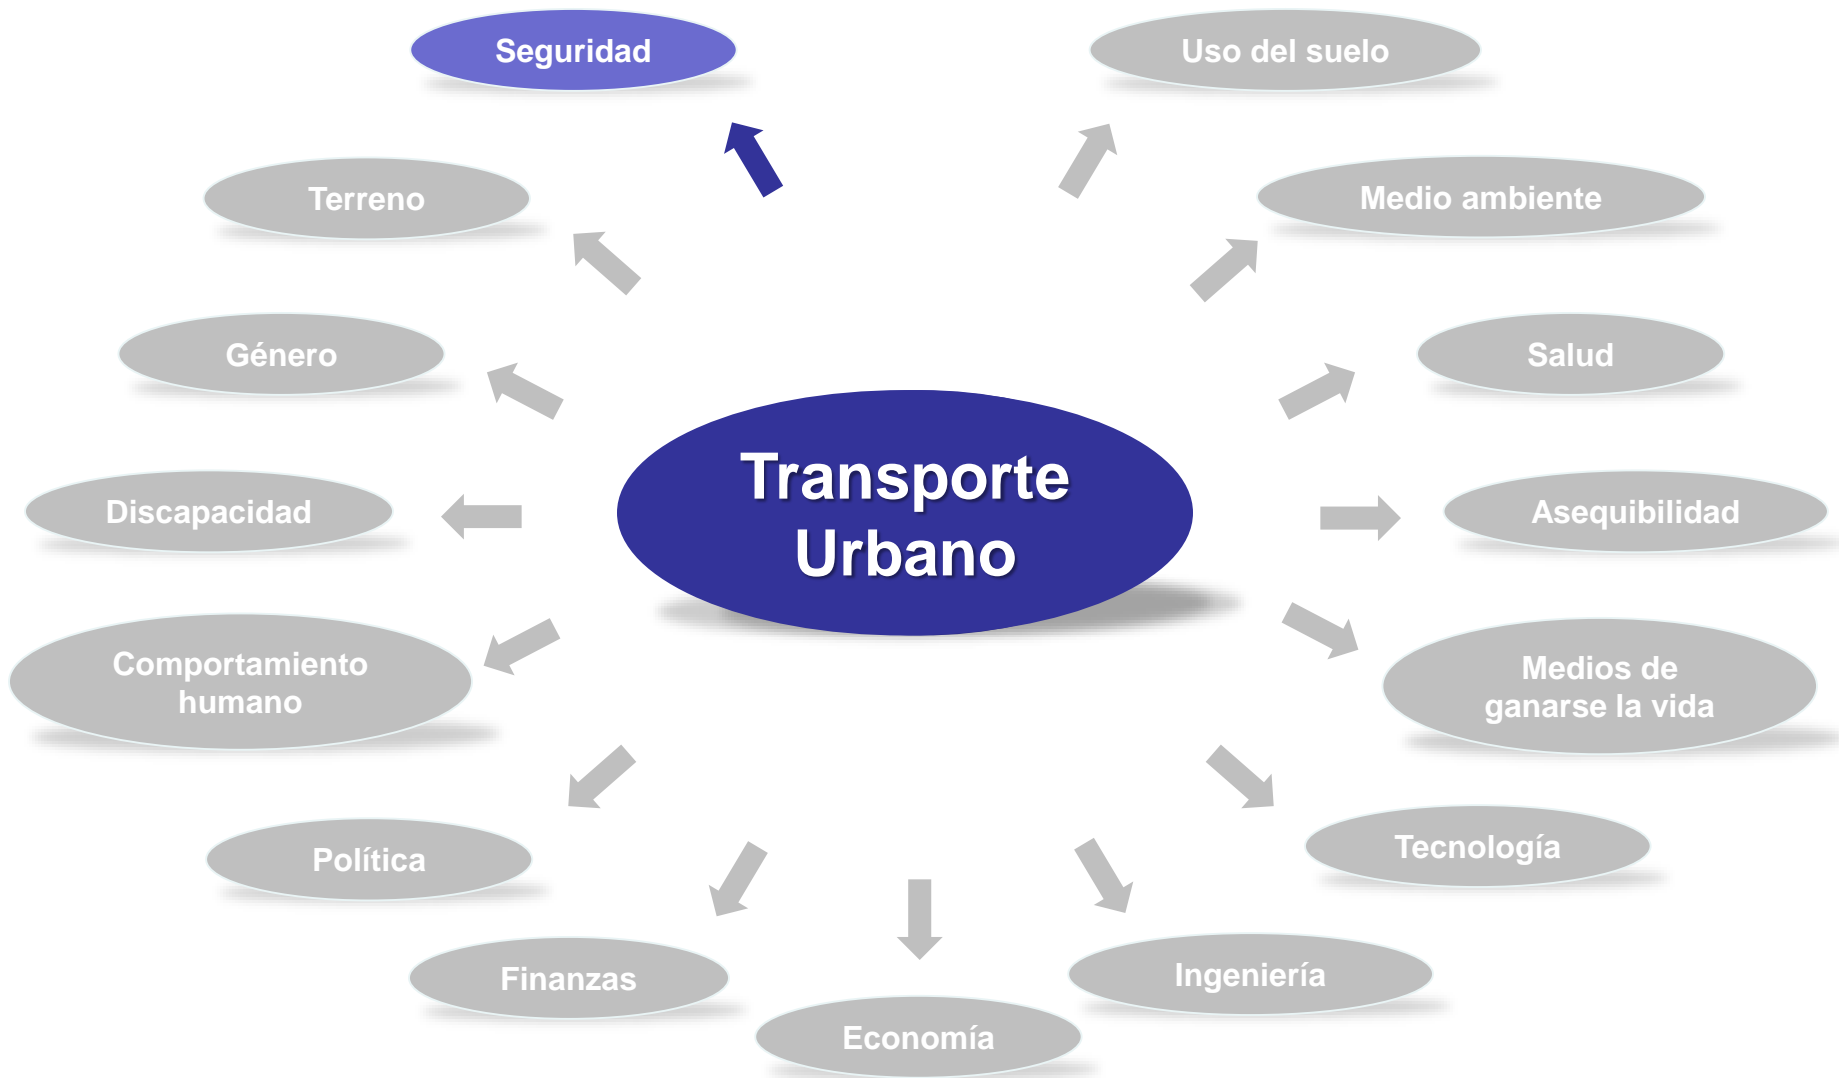 Seguridad
Uso del suelo
Terreno
Medio ambiente
Género
Salud
Transporte
Urbano
Discapacidad
Asequibilidad
Comportamiento
humano
Medios de
ganarse la vida
Política
Tecnología
Finanzas
Ingeniería
Economía